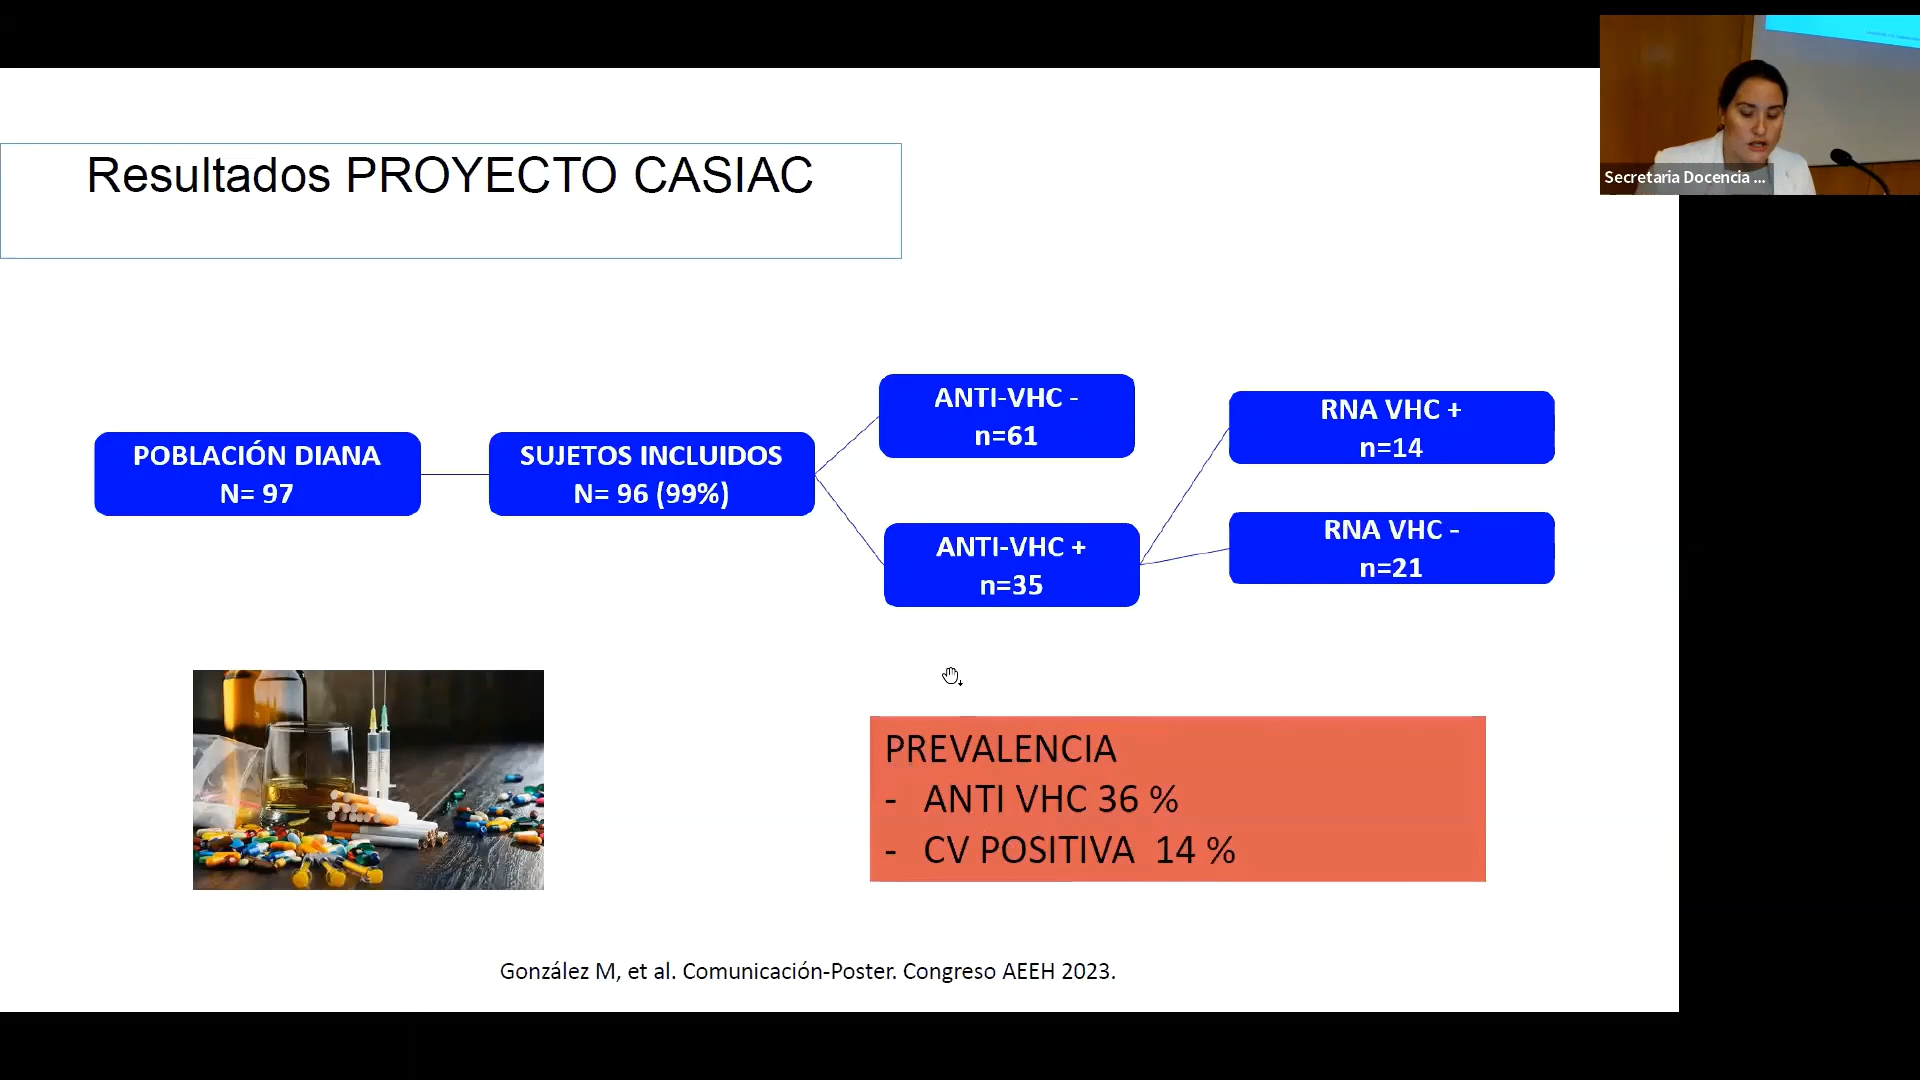 Secretaria Docencia ...
Resultados PROYECTO CASIAC
POBLACIÓN DIANA
N= 97
SUJETOS INCLUIDOS
N= 96 (99%)
ANTI-VHC -
n=61
ANTI-VHC +
n=35
RNA VHC +
n=14
RNA VHC -
n=21
PREVALENCIA
- ANTI VHC 36 %
- CV POSITIVA 14 %
González M, et al. Comunicación-Poster. Congreso AEEH 2023.